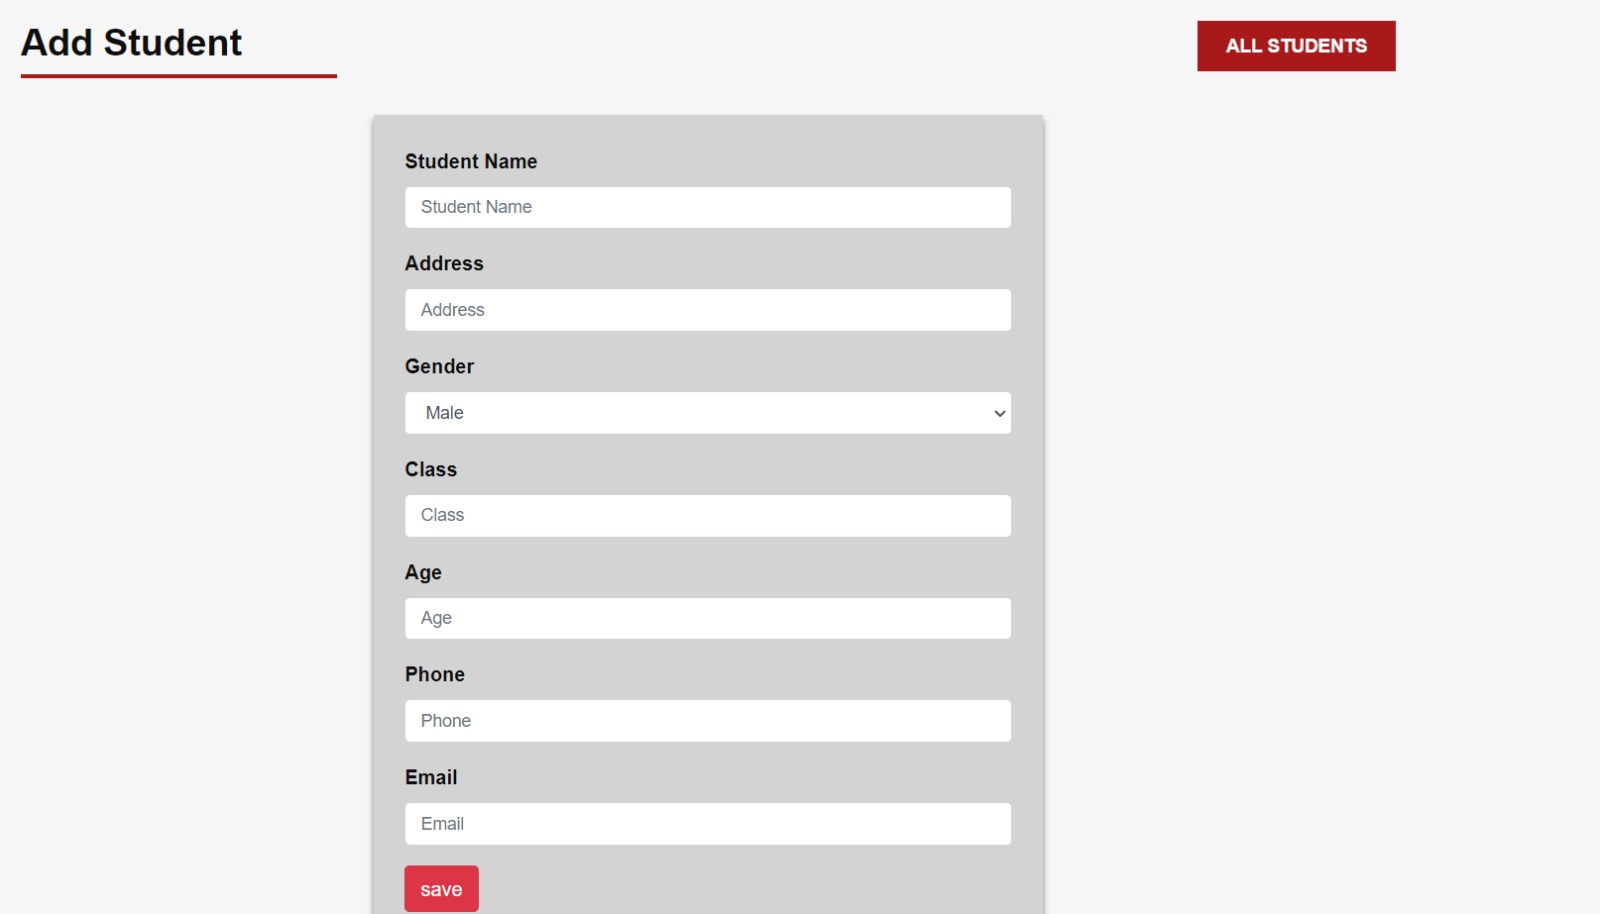 Add Student
ALL STUDENTS
Student Name
Student Name
Address
Address
Gender
Male
Class
Class
Age
Age
Phone
Phone
Email
Email
save